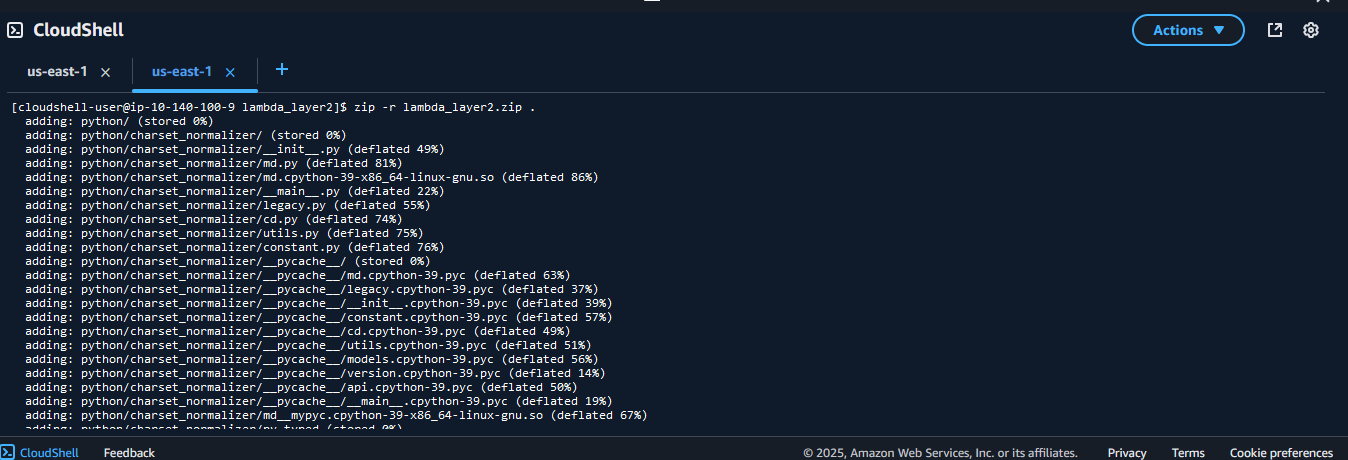 CloudShell
Actions
us-east-1
us-east-1
[cloudshell-user@ip-10-140-100-9 lambda_layer2]$ zip -r lambda_layer2.zip .
adding: python/ (stored 0%)
adding: python/charset_normalizer/ (stored 0%)
adding: python/charset_normalizer/__init__.py (deflated 49%)
adding: python/charset_normalizer/md.py (deflated 81%)
adding: python/charset_normalizer/md.cpython-39-x86_64-linux-gnu.so (deflated 86%)
adding: python/charset_normalizer/__main__.py (deflated 22%)
adding: python/charset_normalizer/legacy.py (deflated 55%)
adding: python/charset_normalizer/cd.py (deflated 74%)
adding: python/charset_normalizer/utils.py (deflated 75%)
adding: python/charset_normalizer/constant.py (deflated 76%)
adding: python/charset_normalizer/__pycache__/ (stored 0%)
adding: python/charset_normalizer/__pycache__/md.cpython-39.pyc (deflated 63%)
adding: python/charset_normalizer/__pycache__/legacy.cpython-39.pyc (deflated 37%)
adding: python/charset_normalizer/__pycache__/__init__.cpython-39.pyc (deflated 39%)
adding: python/charset_normalizer/__pycache__/constant.cpython-39.pyc (deflated 57%)
adding: python/charset_normalizer/__pycache__/cd.cpython-39.pyc (deflated 49%)
adding: python/charset_normalizer/__pycache__/utils.cpython-39.pyc (deflated 51%)
adding: python/charset_normalizer/__pycache__/models.cpython-39.pyc (deflated 56%)
adding: python/charset_normalizer/__pycache__/version.cpython-39.pyc (deflated 14%)
adding: python/charset_normalizer/__pycache__/api.cpython-39.pyc (deflated 50%)
adding: python/charset_normalizer/__pycache__/__main__.cpython-39.pyc (deflated 19%)
adding: python/charset_normalizer/md__mypyc.cpython-39-x86_64-linux-gnu.so (deflated 67%)
adding: python/charset_normalizer/py.typed (stored 0%)
CloudShell Feedback © 2025, Amazon Web Services, Inc. or its affiliates. Privacy Terms Cookie preferences